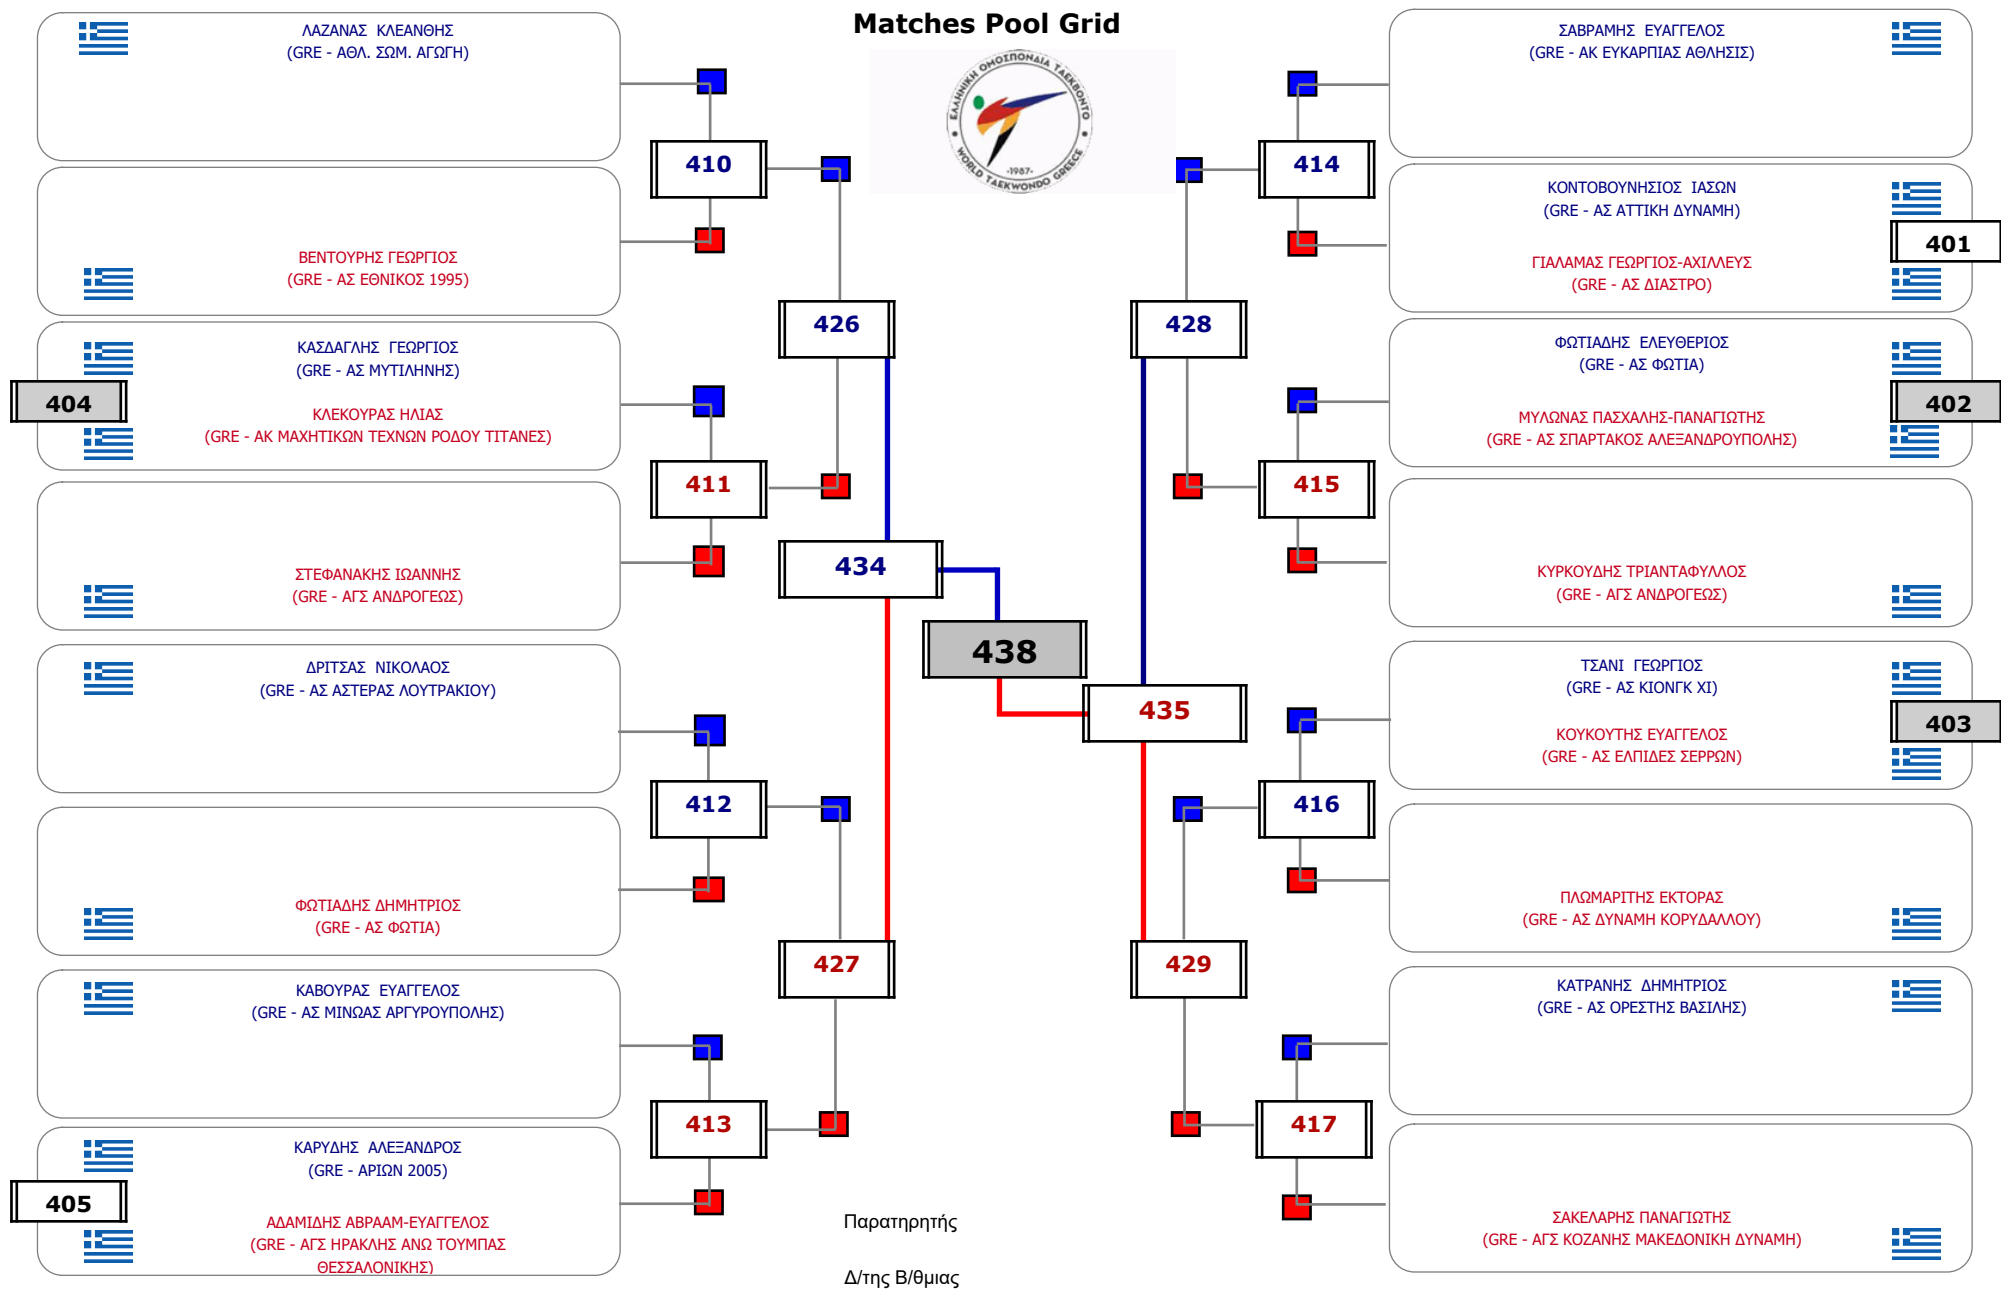 Matches Pool Grid
ΕΛΛΗΝΙΚΗ ΟΜΟΣΠΟΝΔΙΑ ΤΑΕΚΒΟΝΤΟ
-1987-
WORLD TAEKWONDO GREECE
ΛΑΖΑΝΑΣ ΚΛΕΑΝΘΗΣ
(GRE - ΑΘΛ. ΣΩΜ. ΑΓΩΓΗ)
410
ΒΕΝΤΟΥΡΗΣ ΓΕΩΡΓΙΟΣ
(GRE - ΑΣ ΕΘΝΙΚΟΣ 1995)
426
ΚΑΣΔΑΓΛΗΣ ΓΕΩΡΓΙΟΣ
(GRE - ΑΣ ΜΥΤΙΛΗΝΗΣ)
404
ΚΛΕΚΟΥΡΑΣ ΗΛΙΑΣ
(GRE - ΑΚ ΜΑΧΗΤΙΚΩΝ ΤΕΧΝΩΝ ΡΟΔΟΥ ΤΙΤΑΝΕΣ)
411
ΣΤΕΦΑΝΑΚΗΣ ΙΩΑΝΝΗΣ
(GRE - ΑΓΣ ΑΝΔΡΟΓΕΩΣ)
434
438
ΔΡΙΤΣΑΣ ΝΙΚΟΛΑΟΣ
(GRE - ΑΣ ΑΣΤΕΡΑΣ ΛΟΥΤΡΑΚΙΟΥ)
412
ΦΩΤΙΑΔΗΣ ΔΗΜΗΤΡΙΟΣ
(GRE - ΑΣ ΦΩΤΙΑ)
427
ΚΑΒΟΥΡΑΣ ΕΥΑΓΓΕΛΟΣ
(GRE - ΑΣ ΜΙΝΩΑΣ ΑΡΓΥΡΟΥΠΟΛΗΣ)
413
ΚΑΡΥΔΗΣ ΑΛΕΞΑΝΔΡΟΣ
(GRE - ΑΡΙΩΝ 2005)
405
ΑΔΑΜΙΔΗΣ ΑΒΡΑΑΜ-ΕΥΑΓΓΕΛΟΣ
(GRE - ΑΓΣ ΗΡΑΚΛΗΣ ΑΝΩ ΤΟΥΜΠΑΣ
ΘΕΣΣΑΛΟΝΙΚΗΣ)
ΣΑΒΡΑΜΗΣ ΕΥΑΓΓΕΛΟΣ
(GRE - ΑΚ ΕΥΚΑΡΠΙΑΣ ΑΘΛΗΣΙΣ)
414
ΚΟΝΤΟΒΟΥΝΗΣΙΟΣ ΙΑΣΩΝ
(GRE - ΑΣ ΑΤΤΙΚΗ ΔΥΝΑΜΗ)
401
ΓΙΑΛΑΜΑΣ ΓΕΩΡΓΙΟΣ-ΑΧΙΛΛΕΥΣ
(GRE - ΑΣ ΔΙΑΣΤΡΟ)
428
ΦΩΤΙΑΔΗΣ ΕΛΕΥΘΕΡΙΟΣ
(GRE - ΑΣ ΦΩΤΙΑ)
402
ΜΥΛΩΝΑΣ ΠΑΣΧΑΛΗΣ-ΠΑΝΑΓΙΩΤΗΣ
(GRE - ΑΣ ΣΠΑΡΤΑΚΟΣ ΑΛΕΞΑΝΔΡΟΥΠΟΛΗΣ)
415
ΚΥΡΚΟΥΔΗΣ ΤΡΙΑΝΤΑΦΥΛΛΟΣ
(GRE - ΑΓΣ ΑΝΔΡΟΓΕΩΣ)
435
ΤΣΑΝΙ ΓΕΩΡΓΙΟΣ
(GRE - ΑΣ ΚΙΟΝΓΚ ΧΙ)
403
ΚΟΥΚΟΥΤΗΣ ΕΥΑΓΓΕΛΟΣ
(GRE - ΑΣ ΕΛΠΙΔΕΣ ΣΕΡΡΩΝ)
416
ΠΛΩΜΑΡΙΤΗΣ ΕΚΤΟΡΑΣ
(GRE - ΑΣ ΔΥΝΑΜΗ ΚΟΡΥΔΑΛΛΟΥ)
429
ΚΑΤΡΑΝΗΣ ΔΗΜΗΤΡΙΟΣ
(GRE - ΑΣ ΟΡΕΣΤΗΣ ΒΑΣΙΛΗΣ)
417
ΣΑΚΕΛΑΡΗΣ ΠΑΝΑΓΙΩΤΗΣ
(GRE - ΑΓΣ ΚΟΖΑΝΗΣ ΜΑΚΕΔΟΝΙΚΗ ΔΥΝΑΜΗ)
Παρατηρητής
Δ/της Β/θμιας